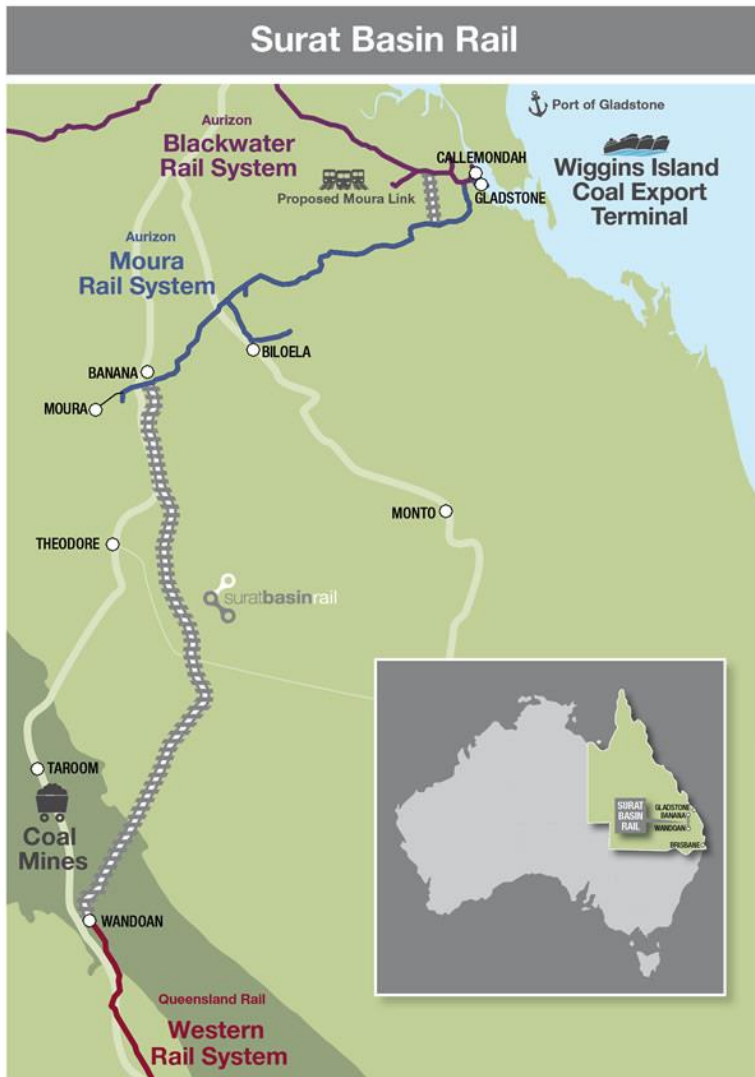 Surat Basin Rail
Port of Gladstone
Aurizon
Blackwater
Rail System
CALLEMONDAH
Wiggins Island
Coal Export
Terminal
Proposed Moura Link
GLADSTONE
Aurizon
Moura
Rail System
BILOELA
BANANA
MOURA
MONTO
THEODORE
suratbasinrail
TAROOM
Coal
Mines
SURAT
BASIN
RAIL
GLADSTONE
BANANA
WANDOAN
BRISBANE
WANDOAN
Queensland Rail
Western
Rail System